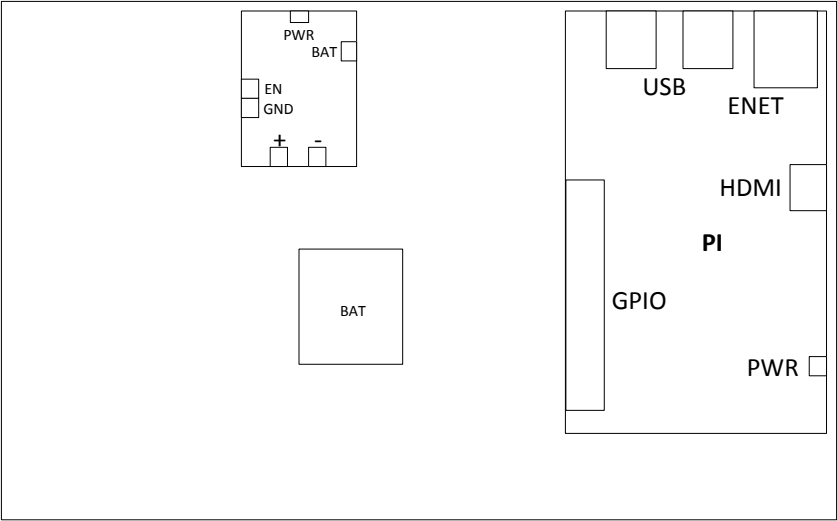 PWR
BAT
EN
GND
+ -
USB
ENET
HDMI
PI
GPIO
BAT
PWR